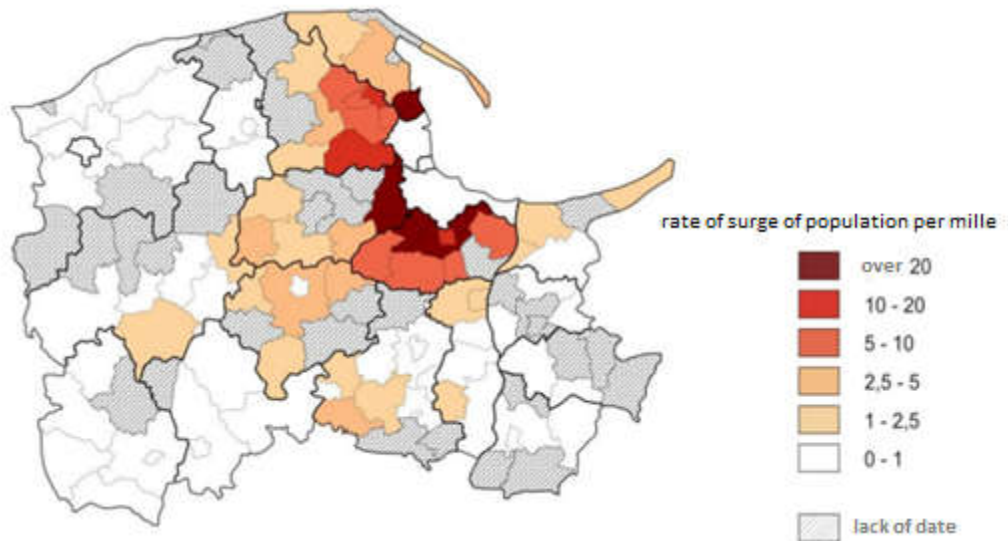 rate of surge of population per mille
over 20
10 - 20
5 - 10
2,5 - 5
1 - 2,5
0 - 1
lack of date